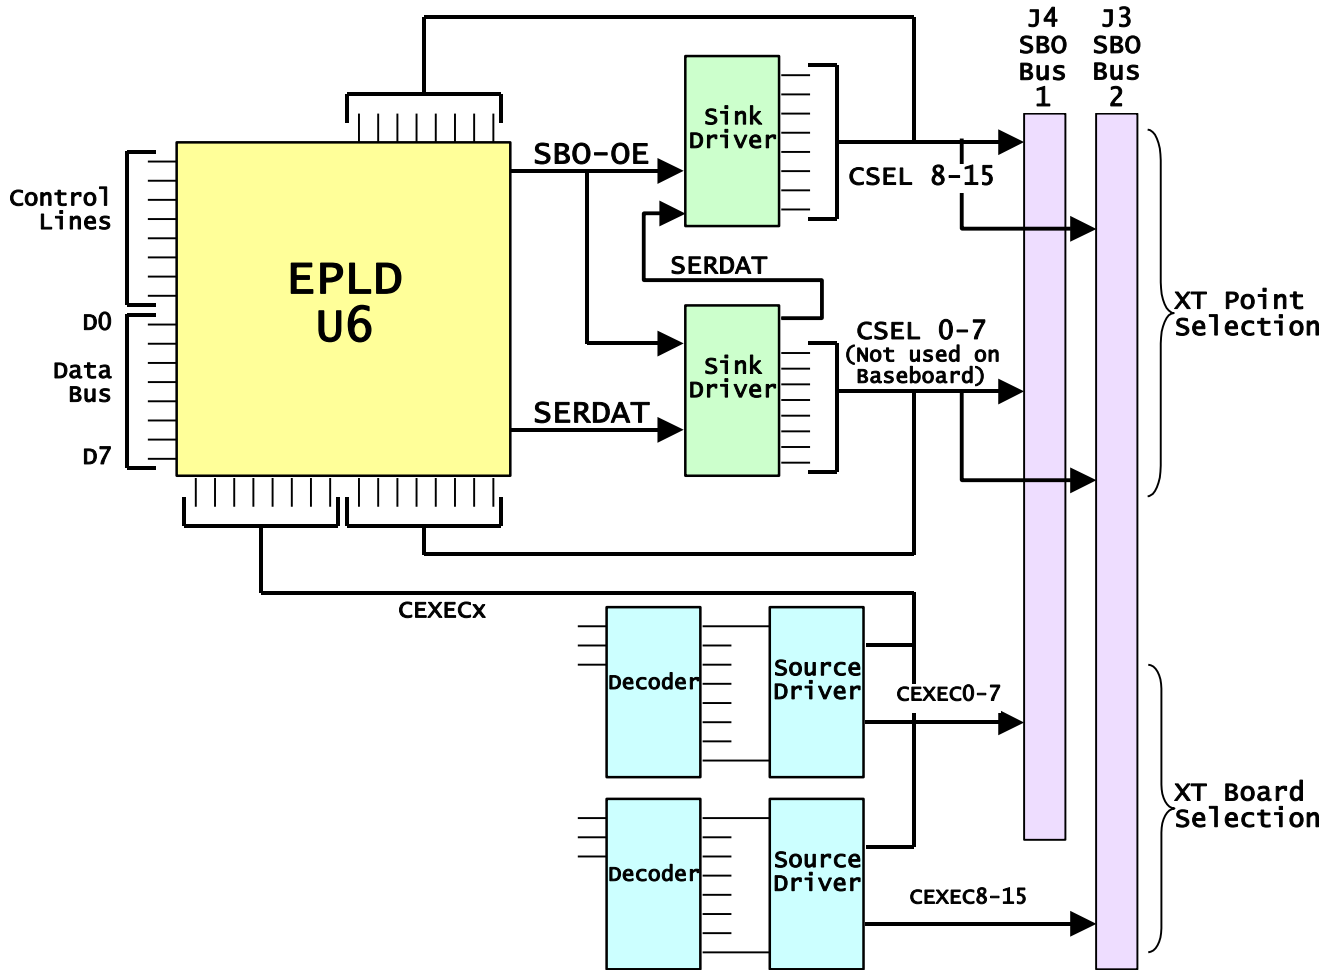 J4
SBO
Bus
1
J3
SBO
Bus
2
Control
Lines
D0
Data
Bus
D7
EPLD
U6
SBO-OE
SERDAT
Sink
Driver
SERDAT
Sink
Driver
CSEL 8-15
CSEL 0-7
(Not used on
Baseboard)
XT Point
Selection
CEXECx
Decoder
Source
Driver
CEXEC0-7
Decoder
Source
Driver
CEXEC8-15
XT Board
Selection